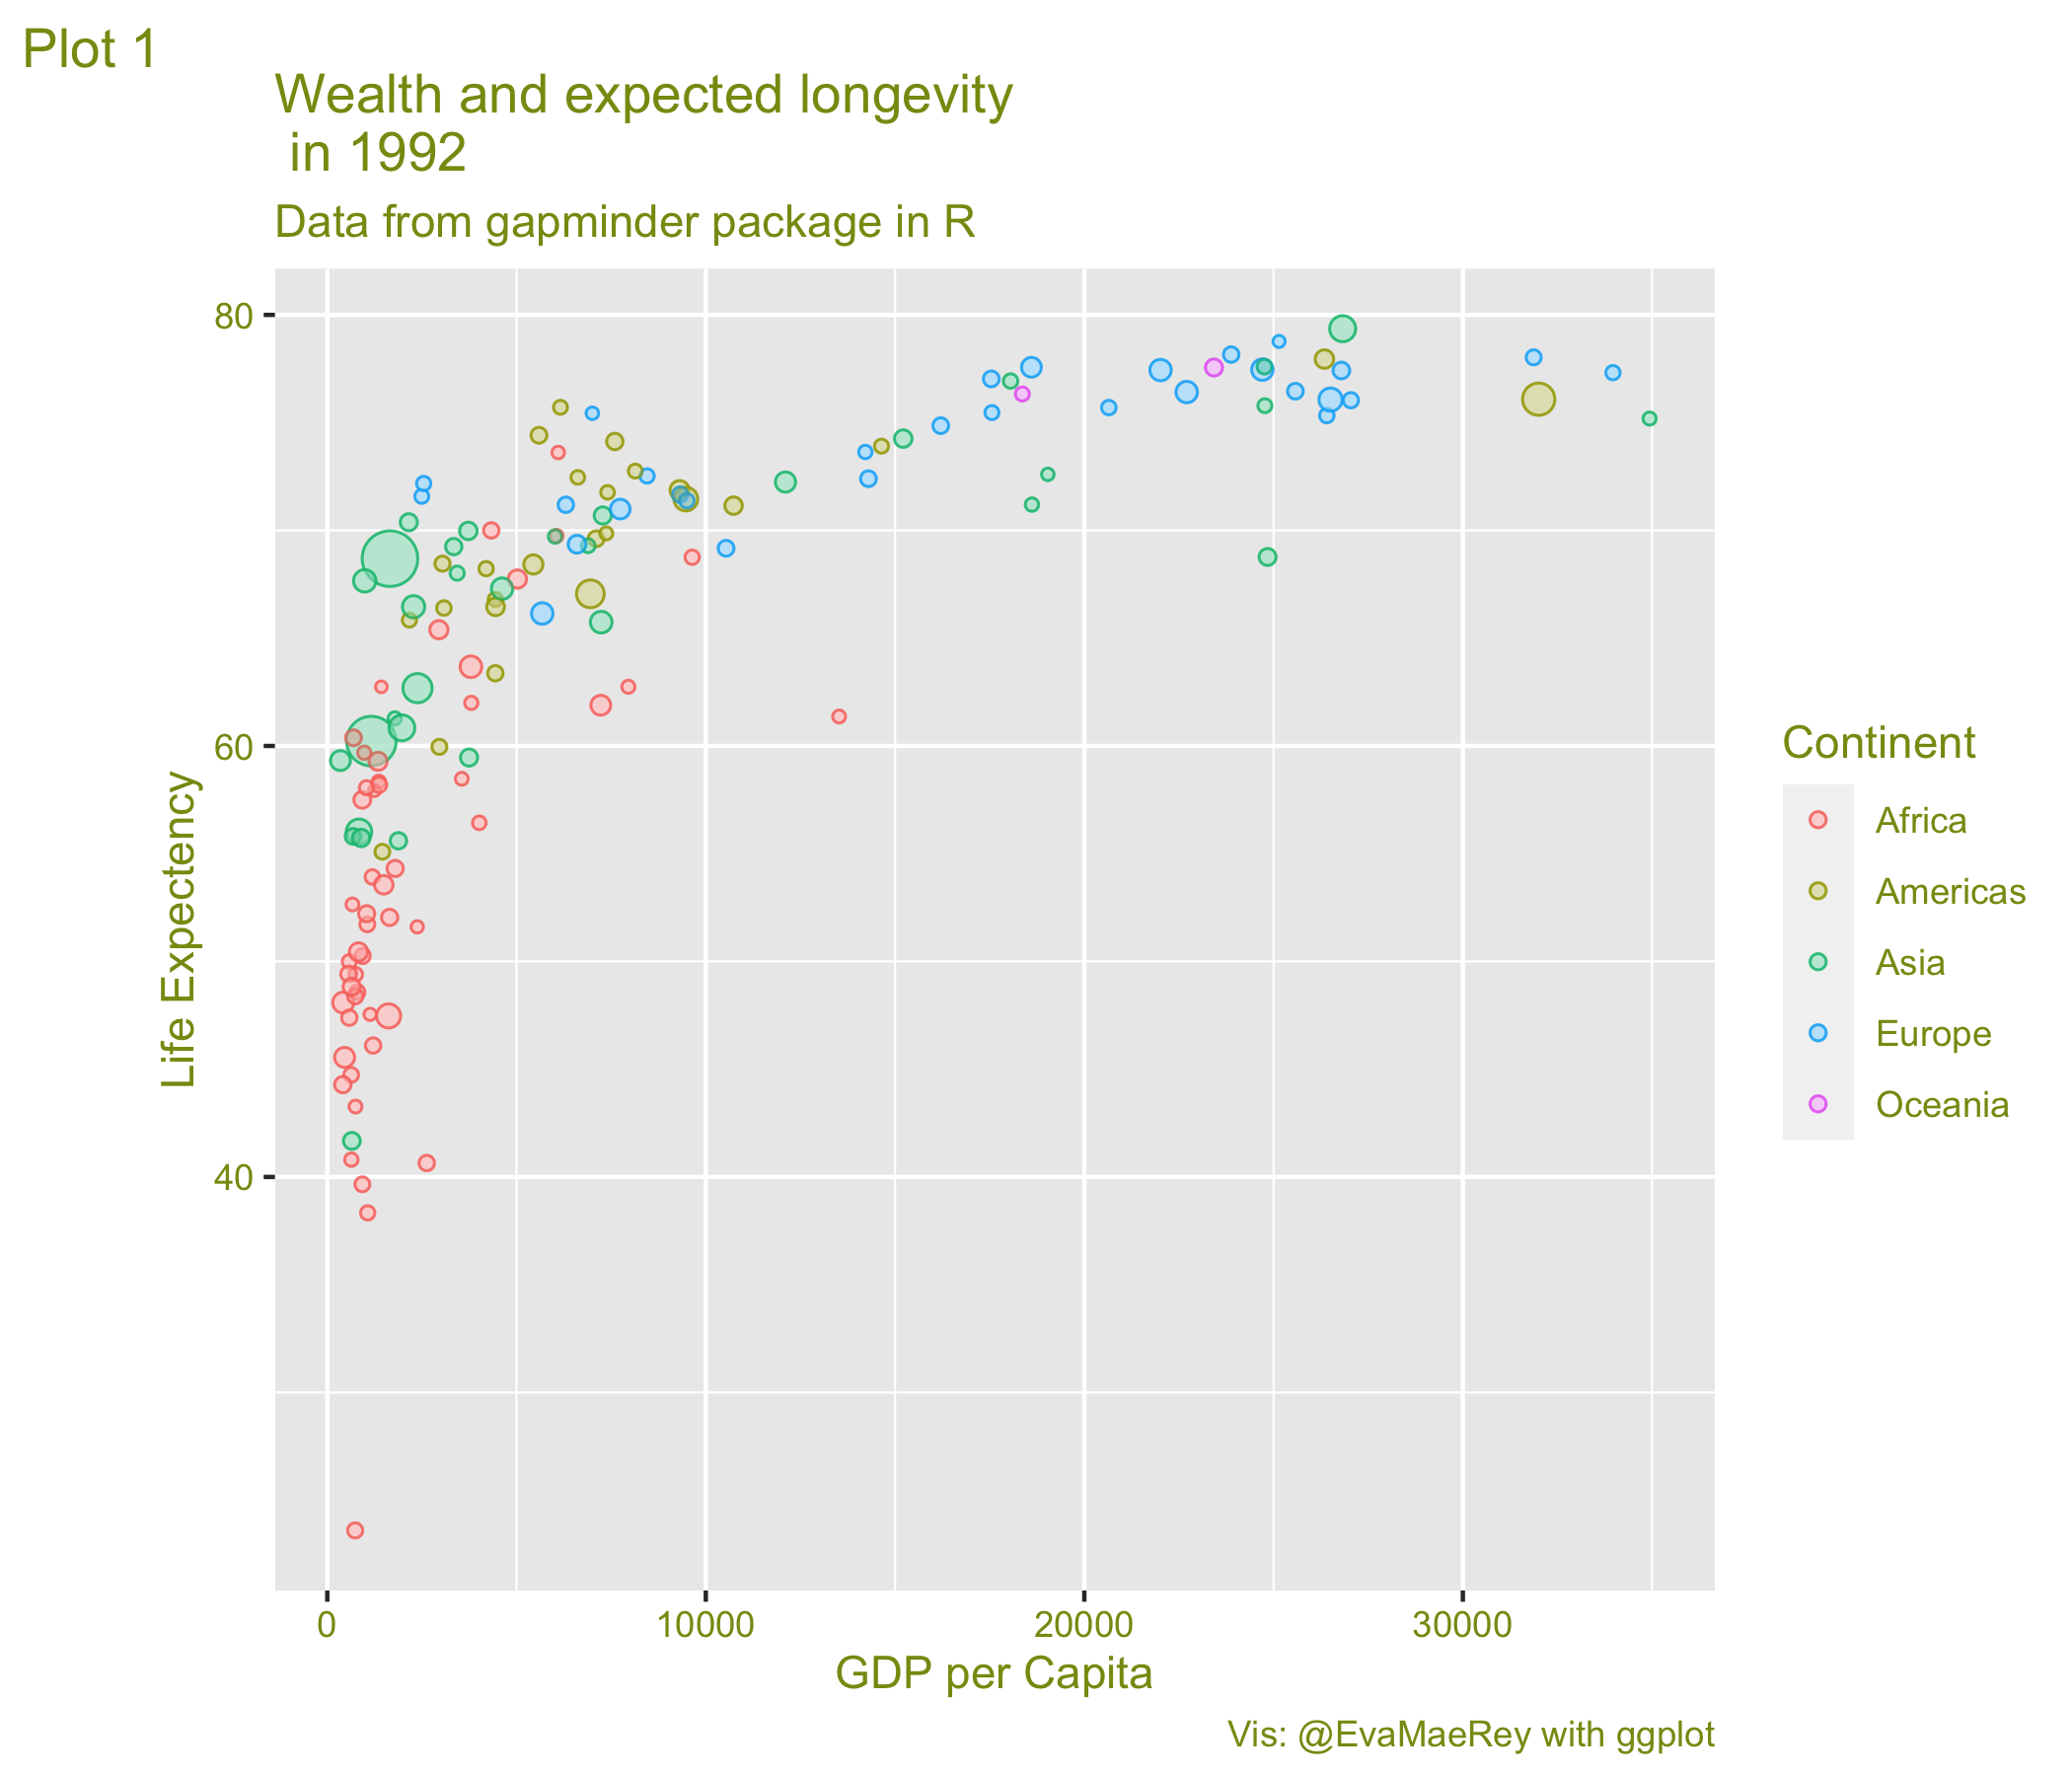 Plot 1
Wealth and expected longevity
in 1992
Data from gapminder package in R
80
60
40
Life Expectency
0 10000 20000 30000
GDP per Capita
Continent
Africa
Americas
Asia
Europe
Oceania
Vis: @EvaMaeRey with ggplot